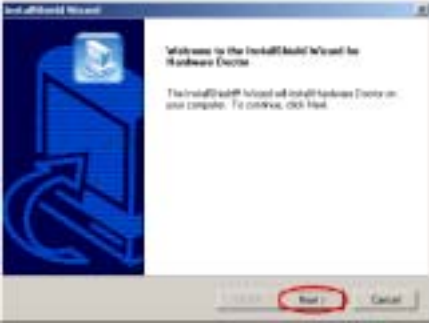 InstallShield Wizard
Welcome to the InstallShield Wizard for
Hardware Doctor
The InstallShield® Wizard will install Hardware Doctor on
your computer. To continue, click Next.
Next >
Cancel